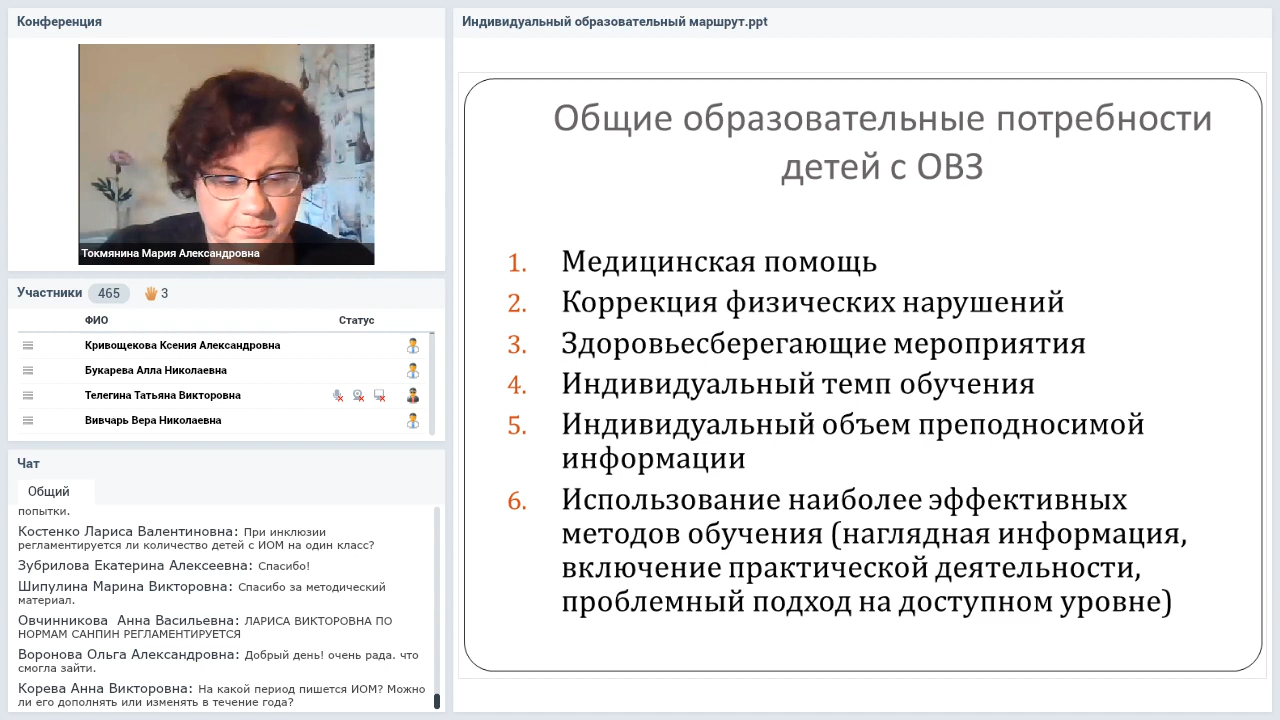 Конференция
Токмянина Мария Александровна
Участники 465 3
ФИО Статус
Кривощекова Ксения Александровна
Букарева Алла Николаевна
Телегина Татьяна Викторовна
Вивчарь Вера Николаевна
Чат
Общий
попытки.
Костенко Лариса Валентиновна: При инклюзии
регламентируется ли количество детей с ИОМ на один класс?
Зубрилова Екатерина Алексеевна: Спасибо!
Шипулина Марина Викторовна: Спасибо за методический
материал.
Овчинникова  Анна Васильевна: ЛАРИСА ВИКТОРОВНА ПО
НОРМАМ САНПИН РЕГЛАМЕНТИРУЕТСЯ
Воронова Ольга Александровна: Добрый день! очень рада. что
смогла зайти.
Корева Анна Викторовна: На какой период пишется ИОМ? Можно
ли его дополнять или изменять в течение года?
Индивидуальный образовательный маршрут.ppt
Общие образовательные потребности
детей с ОВЗ
1. Медицинская помощь
2. Коррекция физических нарушений
3. Здоровьесберегающие мероприятия
4. Индивидуальный темп обучения
5. Индивидуальный объем преподносимой
информации
6. Использование наиболее эффективных
методов обучения (наглядная информация,
включение практической деятельности,
проблемный подход на доступном уровне)